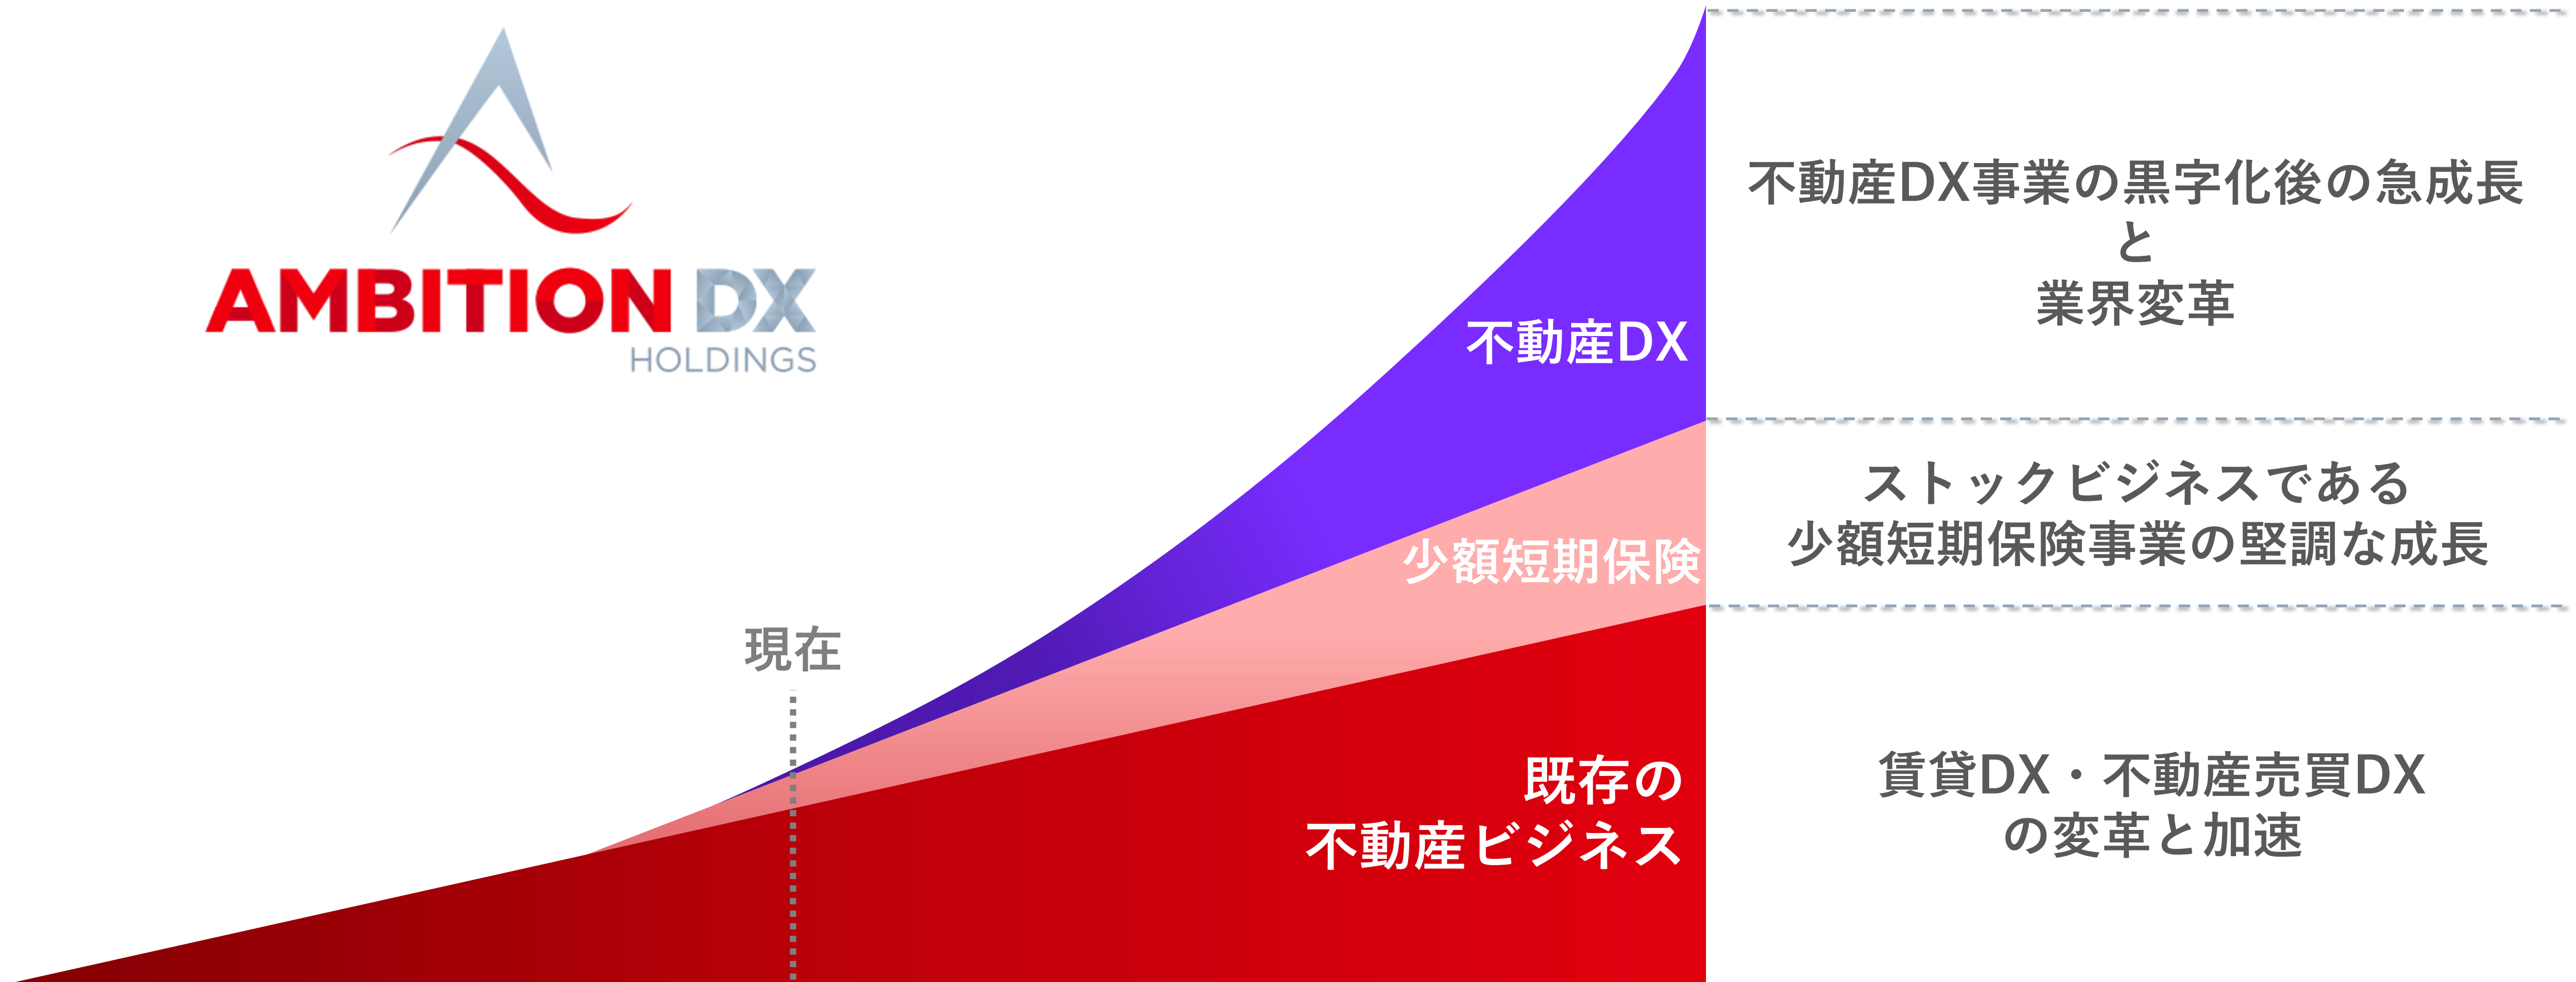 AMBITION DX
HOLDINGS
不動産DX事業の黒字化後の急成長
と
業界変革
不動産DX
ストックビジネスである
少額短期保険事業の堅調な成長
少額短期保険
現在
既存の
不動産ビジネス
賃貸DX・不動産売買DX
の変革と加速